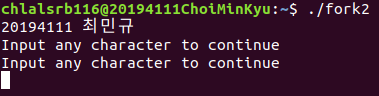 chlalsrb116@20194111ChoiMinKyu:~$ ./fork2
20194111 최민규
Input any character to continue
Input any character to continue